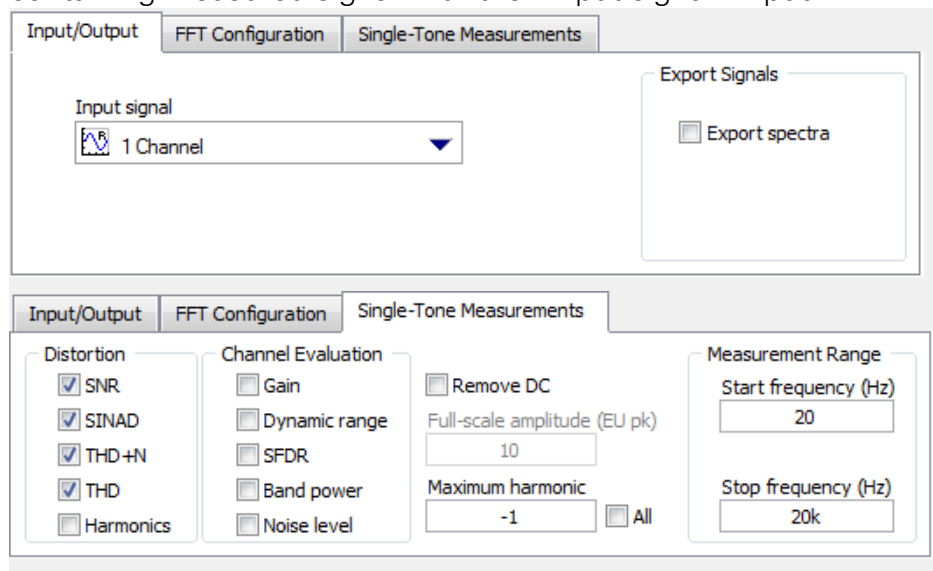 Input/Output FFT Configuration Single-Tone Measurements
Export Signals
Input signal
1 Channel
Export spectra
Input/Output FFT Configuration Single-Tone Measurements
Distortion Channel Evaluation Measurement Range
SNR Gain Remove DC Start frequency (Hz)
SINAD Dynamic range Full-scale amplitude (EU pk) 20
THD+N SFDR 10
THD Band power Maximum harmonic Stop frequency (Hz)
Harmonics Noise level -1 All 20k